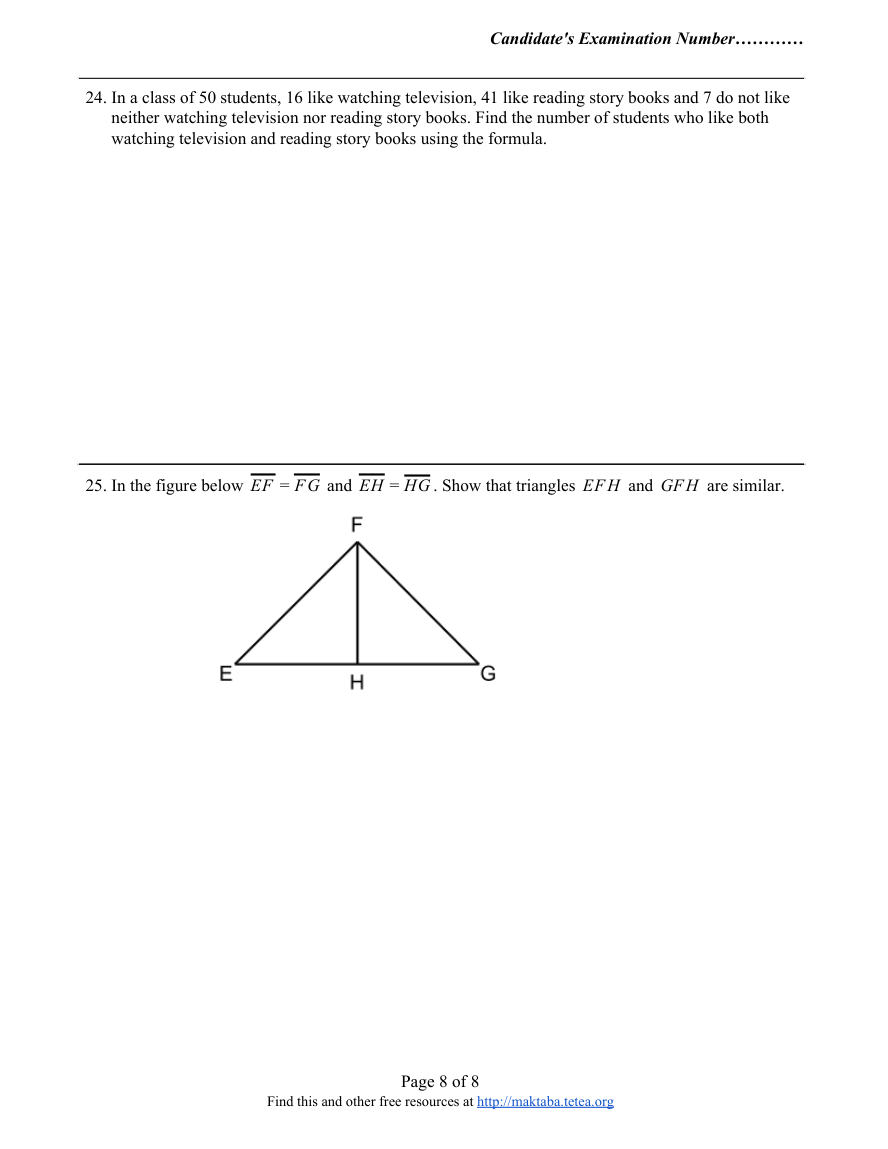 Candidate's Examination Number…………
24. In a class of 50 students, 16 like watching television, 41 like reading story books and 7 do not like
neither watching television nor reading story books. Find the number of students who like both
watching television and reading story books using the formula.
25. In the figure below E̅F̅ = F̅G̅ and E̅H̅ = H̅G̅. Show that triangles EFH and GFH are similar.
F
E
H
G
Page 8 of 8
Find this and other free resources at http://maktaba.tetea.org